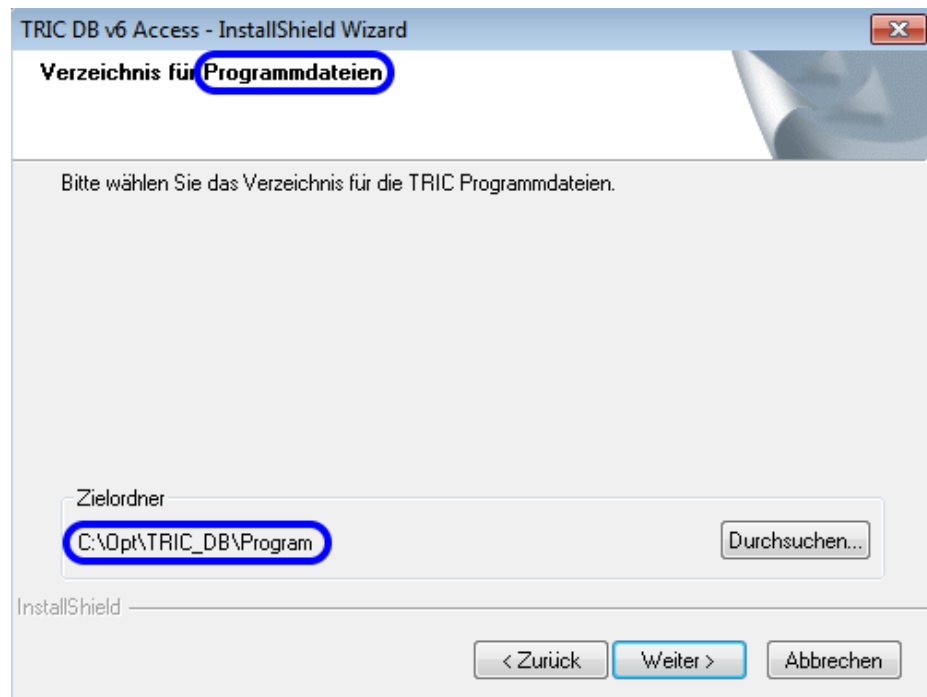 TRIC DB v6 Access - InstallShield Wizard
Verzeichnis für Programmdateien
Bitte wählen Sie das Verzeichnis für die TRIC Programmdateien.
Zielordner
C:\Opt\TRIC_DB\Program
Durchsuchen...
InstallShield
< Zurück
Weiter >
Abbrechen